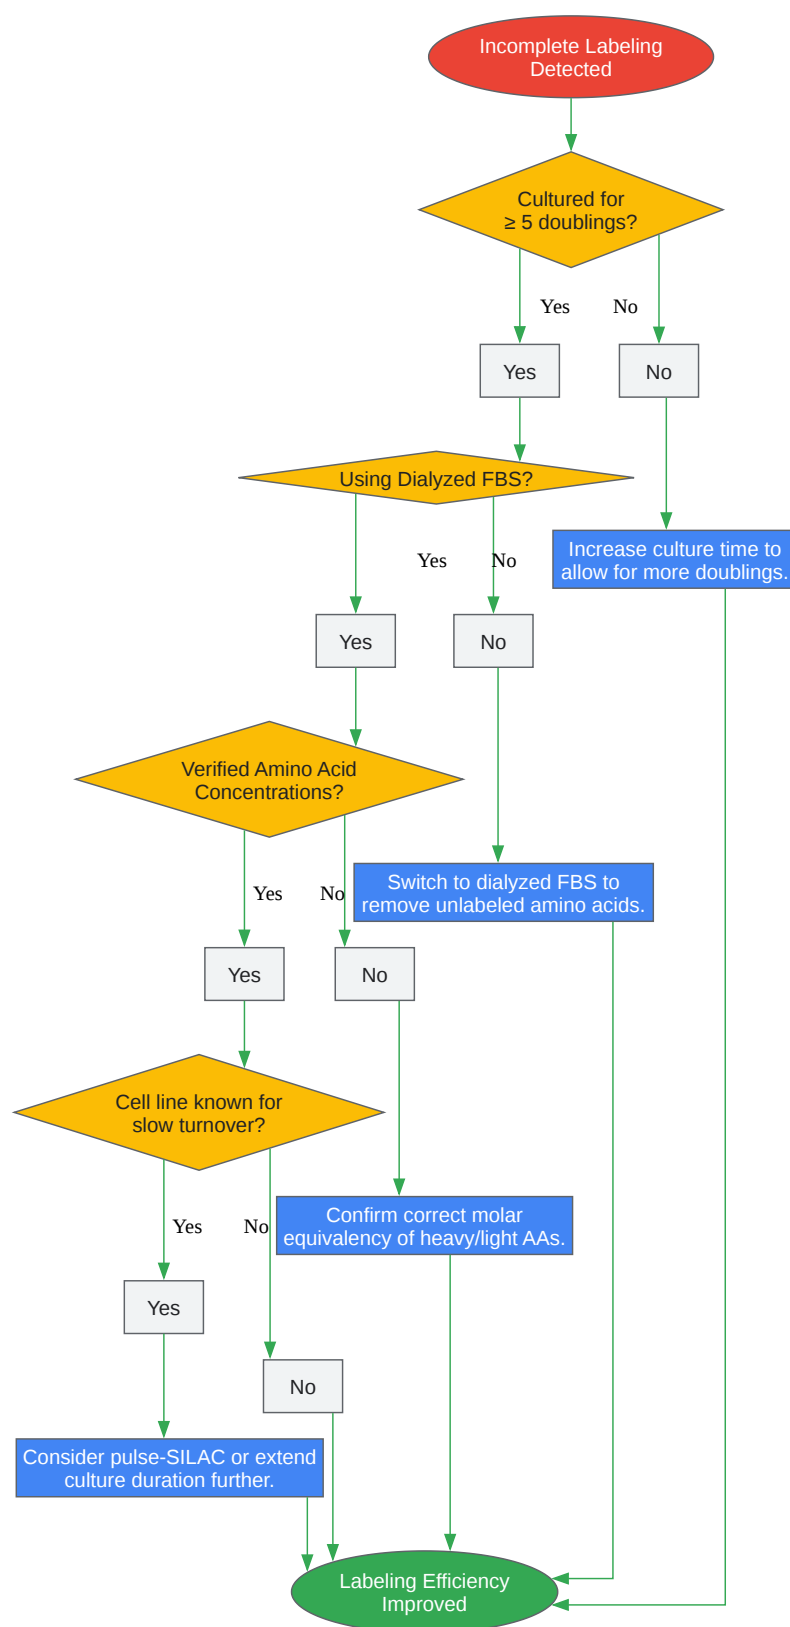 Incomplete Labeling
Detected
Cultured for
≥ 5 doublings?
Yes
No
Yes
No
Using Dialyzed FBS?
Increase culture time to
allow for more doublings.
Yes
No
Yes
No
Verified Amino Acid
Concentrations?
Switch to dialyzed FBS to
remove unlabeled amino acids.
Yes
No
Yes
No
Cell line known for
slow turnover?
Confirm correct molar
equivalency of heavy/light AAs.
Yes
No
Yes
No
Consider pulse-SILAC or extend
culture duration further.
Labeling Efficiency
Improved